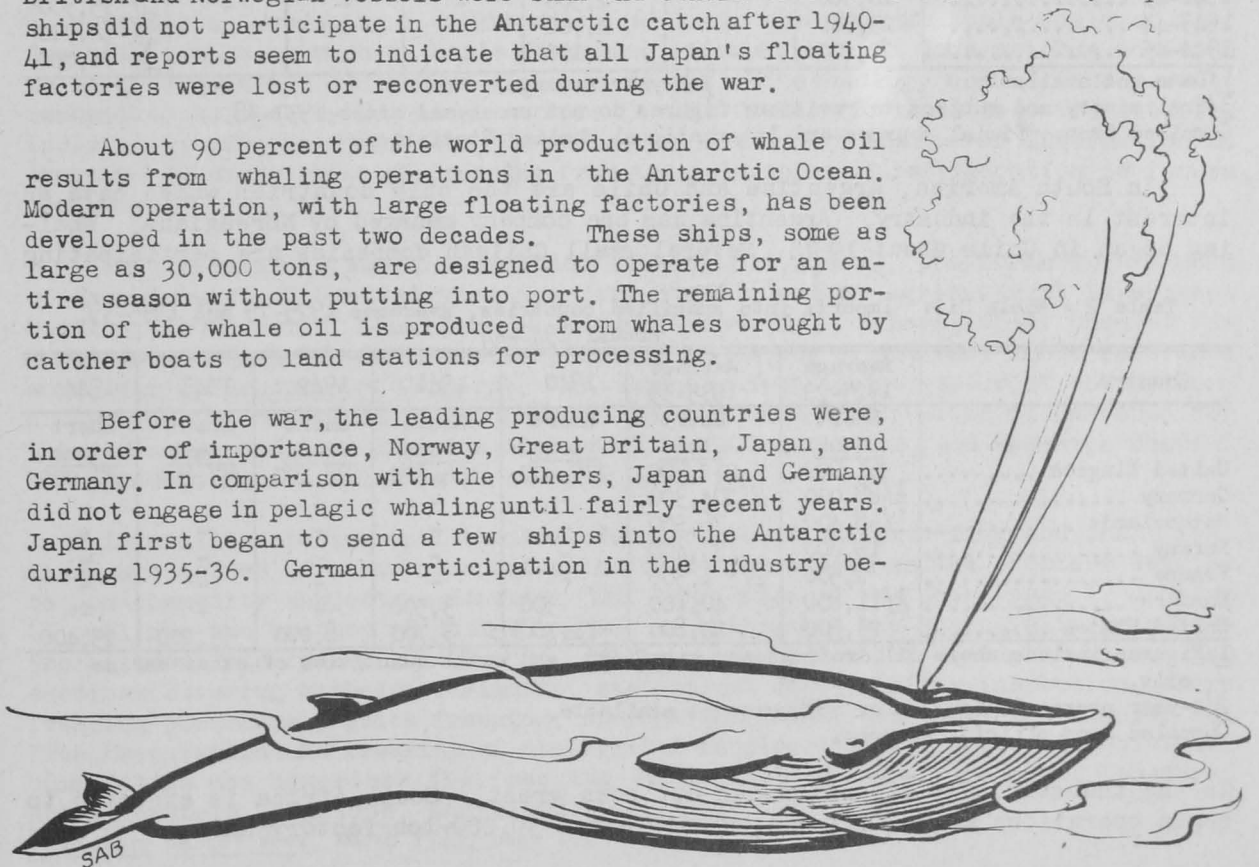 ships did not participate in the Antarctic catch after 1940-
41, and reports seem to indicate that all Japan's floating
factories were lost or reconverted during the war.
About 90 percent of the world production of whale oil
results from whaling operations in the Antarctic Ocean.
Modern operation, with large floating factories, has been
developed in the past two decades. These ships, some as
large as 30,000 tons, are designed to operate for an en-
tire season without putting into port. The remaining por-
tion of the whale oil is produced from whales brought by
catcher boats to land stations for processing.
Before the war, the leading producing countries were,
in order of importance, Norway, Great Britain, Japan, and
Germany. In comparison with the others, Japan and Germany
did not engage in pelagic whaling until fairly recent years.
Japan first began to send a few ships into the Antarctic
during 1935-36. German participation in the industry be-
SAB